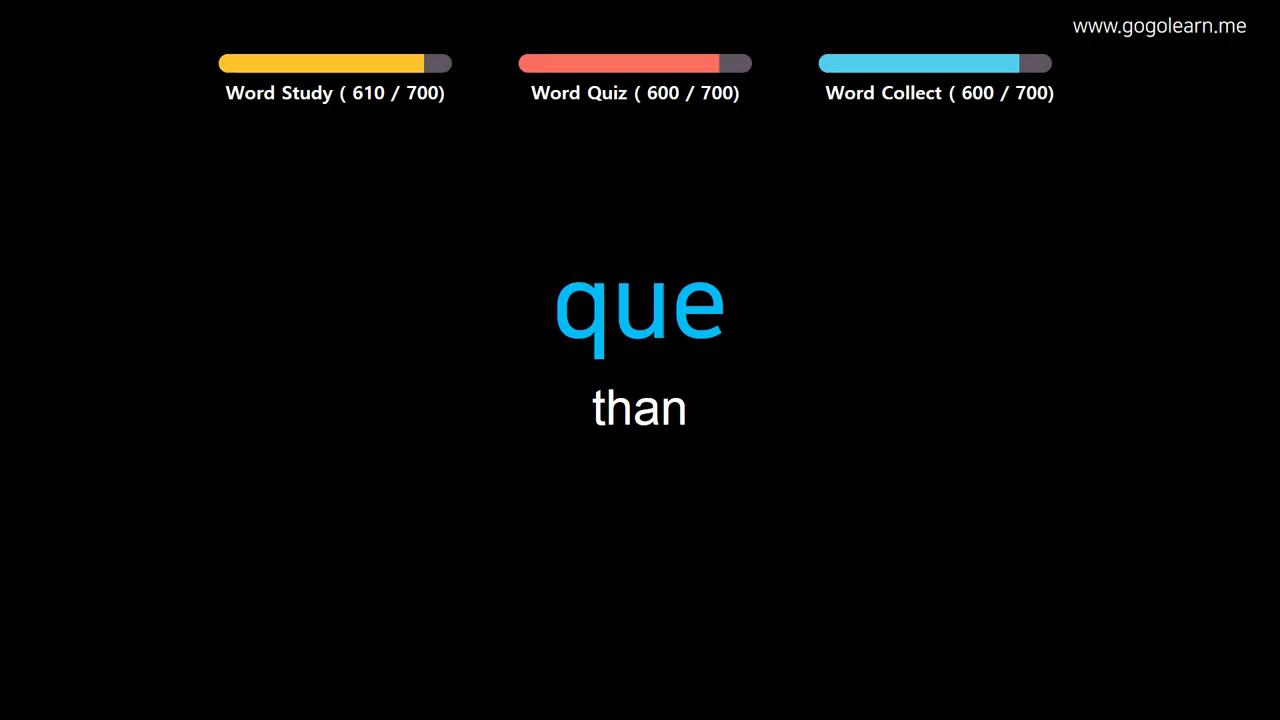 www.gogolearn.me
Word Study ( 610 / 700)
Word Quiz ( 600 / 700)
Word Collect ( 600 / 700)
que
than